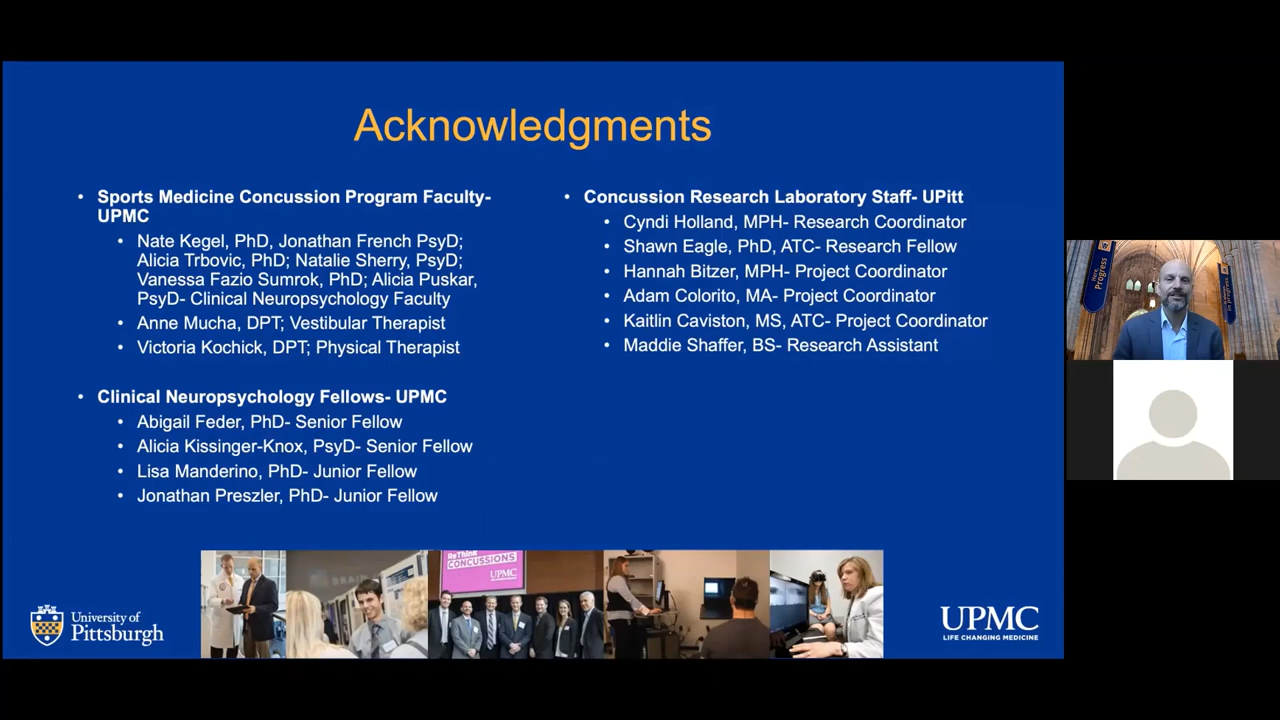 Acknowledgments
• Sports Medicine Concussion Program Faculty-
UPMC
• Nate Kegel, PhD, Jonathan French PsyD;
Alicia Trbovic, PhD; Natalie Sherry, PsyD;
Vanessa Fazio Sumrok, PhD; Alicia Puskar,
PsyD- Clinical Neuropsychology Faculty
• Anne Mucha, DPT; Vestibular Therapist
• Victoria Kochick, DPT; Physical Therapist
• Clinical Neuropsychology Fellows- UPMC
• Abigail Feder, PhD- Senior Fellow
• Alicia Kissinger-Knox, PsyD- Senior Fellow
• Lisa Manderino, PhD- Junior Fellow
• Jonathan Preszler, PhD- Junior Fellow
• Concussion Research Laboratory Staff- UPitt
• Cyndi Holland, MPH- Research Coordinator
• Shawn Eagle, PhD, ATC- Research Fellow
• Hannah Bitzer, MPH- Project Coordinator
• Adam Colorito, MA- Project Coordinator
• Kaitlin Caviston, MS, ATC- Project Coordinator
• Maddie Shaffer, BS- Research Assistant
ReThink
CONCUSSIONS
UPMC
University of
Pittsburgh
UPMC
LIFE CHANGING MEDICINE
Here,
Progress